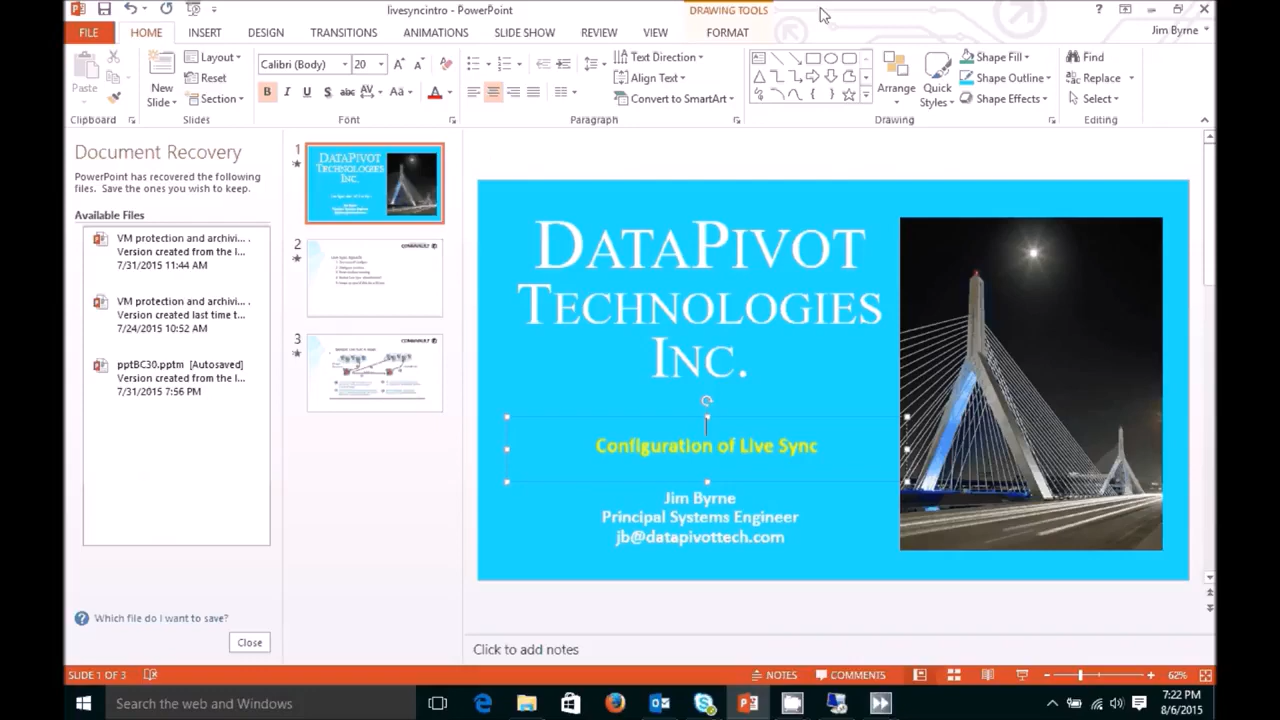 livesyncintro - PowerPoint
DRAWING TOOLS
FILE
HOME
INSERT
DESIGN
TRANSITIONS
ANIMATIONS
SLIDE SHOW
REVIEW
VIEW
FORMAT
Jim Byrne
Paste
New
Slide
Layout
Reset
Section
Calibri (Body)
20
Text Direction
Align Text
Convert to SmartArt
Arrange
Quick
Styles
Shape Fill
Shape Outline
Shape Effects
Find
Replace
Select
Clipboard
Slides
Font
Paragraph
Drawing
Editing
Document Recovery
PowerPoint has recovered the following
files. Save the ones you wish to keep.
Available Files
VM protection and archivi...
Version created from the l...
7/31/2015 11:44 AM
VM protection and archivi...
Version created last time t...
7/24/2015 10:52 AM
pptBC30.pptm [Autosaved]
Version created from the l...
7/31/2015 7:56 PM
Which file do I want to save?
Close
1
DATAPIVOT
TECHNOLOGIES
INC.
2
COMMVAULT
3
COMMVAULT
DATAPIVOT
TECHNOLOGIES
INC.
Configuration of Live Sync
Jim Byrne
Principal Systems Engineer
jb@datapivottech.com
Click to add notes
SLIDE 1 OF 3
NOTES
COMMENTS
62%
Search the web and Windows
7:22 PM
8/6/2015